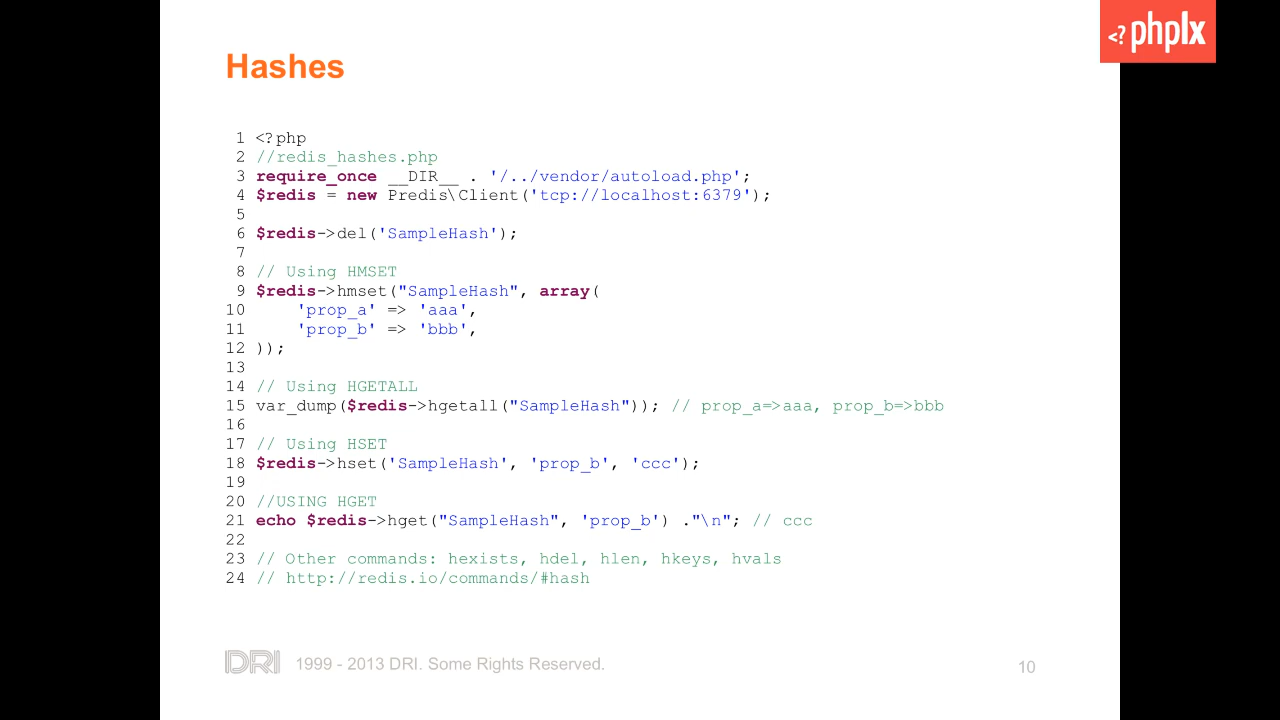 <? phplx
Hashes
1 <?php
2 //redis_hashes.php
3 require_once __DIR__ . '/../vendor/autoload.php';
4 $redis = new Predis\Client('tcp://localhost:6379');
5
6 $redis->del('SampleHash');
7
8 // Using HMSET
9 $redis->hmset("SampleHash", array(
10     'prop_a' => 'aaa',
11     'prop_b' => 'bbb',
12 ));
13
14 // Using HGETALL
15 var_dump($redis->hgetall("SampleHash")); // prop_a=>aaa, prop_b=>bbb
16
17 // Using HSET
18 $redis->hset('SampleHash', 'prop_b', 'ccc');
19
20 //USING HGET
21 echo $redis->hget("SampleHash", 'prop_b') ."\n"; // ccc
22
23 // Other commands: hexists, hdel, hlen, hkeys, hvals
24 // http://redis.io/commands/#hash
DRI 1999 - 2013 DRI. Some Rights Reserved.
10